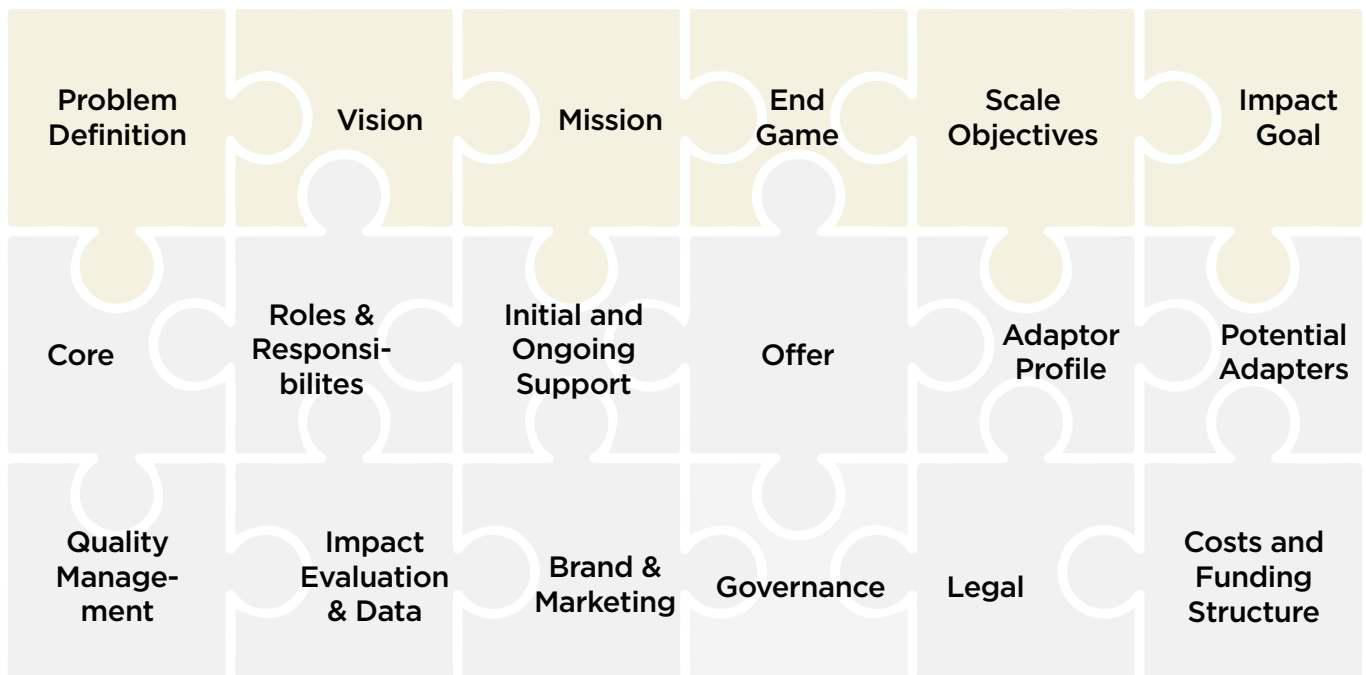 Problem
Definition
Vision
Mission
End
Game
Scale
Objectives
Impact
Goal
Core
Roles &
Responsi-
bilites
Initial and
Ongoing
Support
Offer
Adaptor
Profile
Potential
Adapters
Quality
Manage-
ment
Impact
Evaluation
& Data
Brand &
Marketing
Governance
Legal
Costs and
Funding
Structure